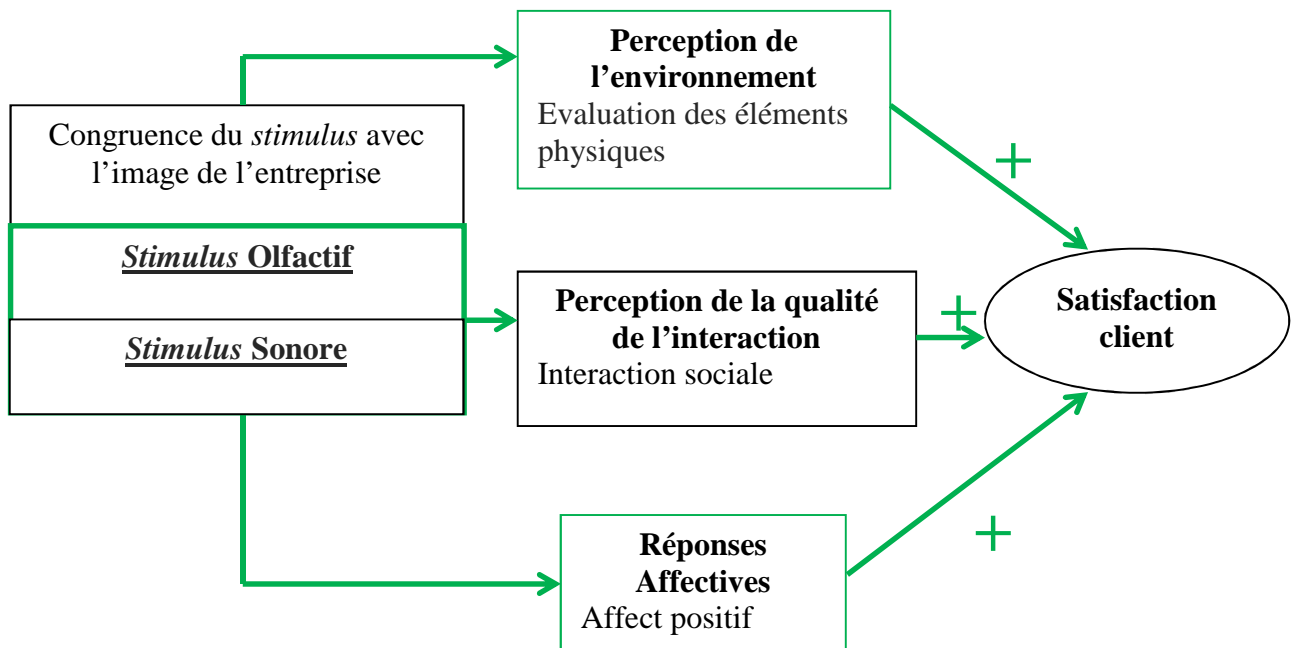 Perception de
l’environnement
Evaluation des éléments
physiques
Congruence du stimulus avec
l’image de l’entreprise
Stimulus Olfactif
Stimulus Sonore
Perception de la qualité
de l’interaction
Interaction sociale
Réponses
Affectives
Affect positif
+
+
+
Satisfaction
client